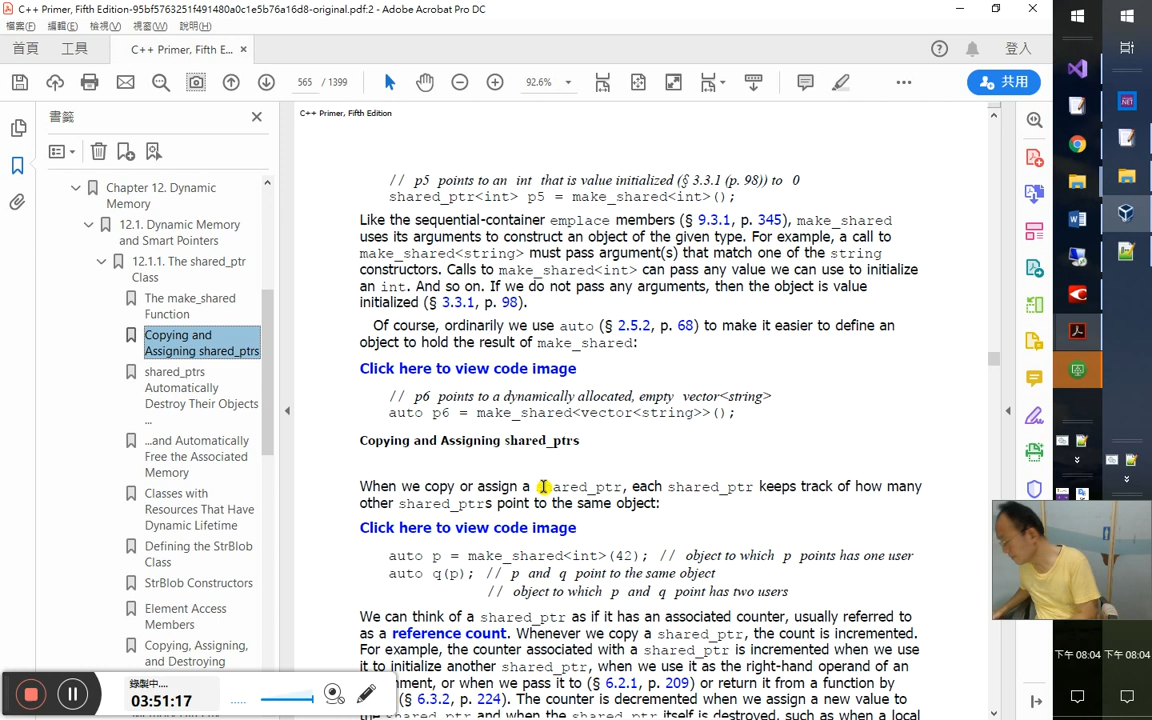 C++ Primer, Fifth Edition-95bf5763251f491480a0c1e5b76a16d8-original.pdf:2 - Adobe Acrobat Pro DC
檔案(F) 編輯(E) 檢視(V) 視窗(W) 說明(H)
首頁 工具 C++ Primer, Fifth E... × 登入
565 / 1399 92.6% 共用
書籤
Chapter 12. Dynamic
Memory
12.1. Dynamic Memory
and Smart Pointers
12.1.1. The shared_ptr
Class
The make_shared
Function
Copying and
Assigning shared_ptrs
shared_ptrs
Automatically
Destroy Their Objects
...
...and Automatically
Free the Associated
Memory
Classes with
Resources That Have
Dynamic Lifetime
Defining the StrBlob
Class
StrBlob Constructors
Element Access
Members
Copying, Assigning,
and Destroying
C++ Primer, Fifth Edition
// p5 points to an int that is value initialized (§ 3.3.1 (p. 98)) to 0
shared_ptr<int> p5 = make_shared<int>();
Like the sequential-container emplace members (§ 9.3.1, p. 345), make_shared
uses its arguments to construct an object of the given type. For example, a call to
make_shared<string> must pass argument(s) that match one of the string
constructors. Calls to make_shared<int> can pass any value we can use to initialize
an int. And so on. If we do not pass any arguments, then the object is value
initialized (§ 3.3.1, p. 98).
Of course, ordinarily we use auto (§ 2.5.2, p. 68) to make it easier to define an
object to hold the result of make_shared:
Click here to view code image
// p6 points to a dynamically allocated, empty vector<string>
auto p6 = make_shared<vector<string>>();
Copying and Assigning shared_ptrs
When we copy or assign a ared_ptr, each shared_ptr keeps track of how many
other shared_ptrs point to the same object:
Click here to view code image
auto p = make_shared<int>(42); // object to which p points has one user
auto q(p); // p and q point to the same object
// object to which p and q point has two users
We can think of a shared_ptr as if it has an associated counter, usually referred to
as a reference count. Whenever we copy a shared_ptr, the count is incremented.
For example, the counter associated with a shared_ptr is incremented when we use
it to initialize another shared_ptr, when we use it as the right-hand operand of an
nment, or when we pass it to (§ 6.2.1, p. 209) or return it from a function by
(§ 6.3.2, p. 224). The counter is decremented when we assign a new value to
the shared_ptr and when the shared_ptr itself is destroyed, such as when a local
錄製中....
03:51:17
下午 08:04 下午 08:04